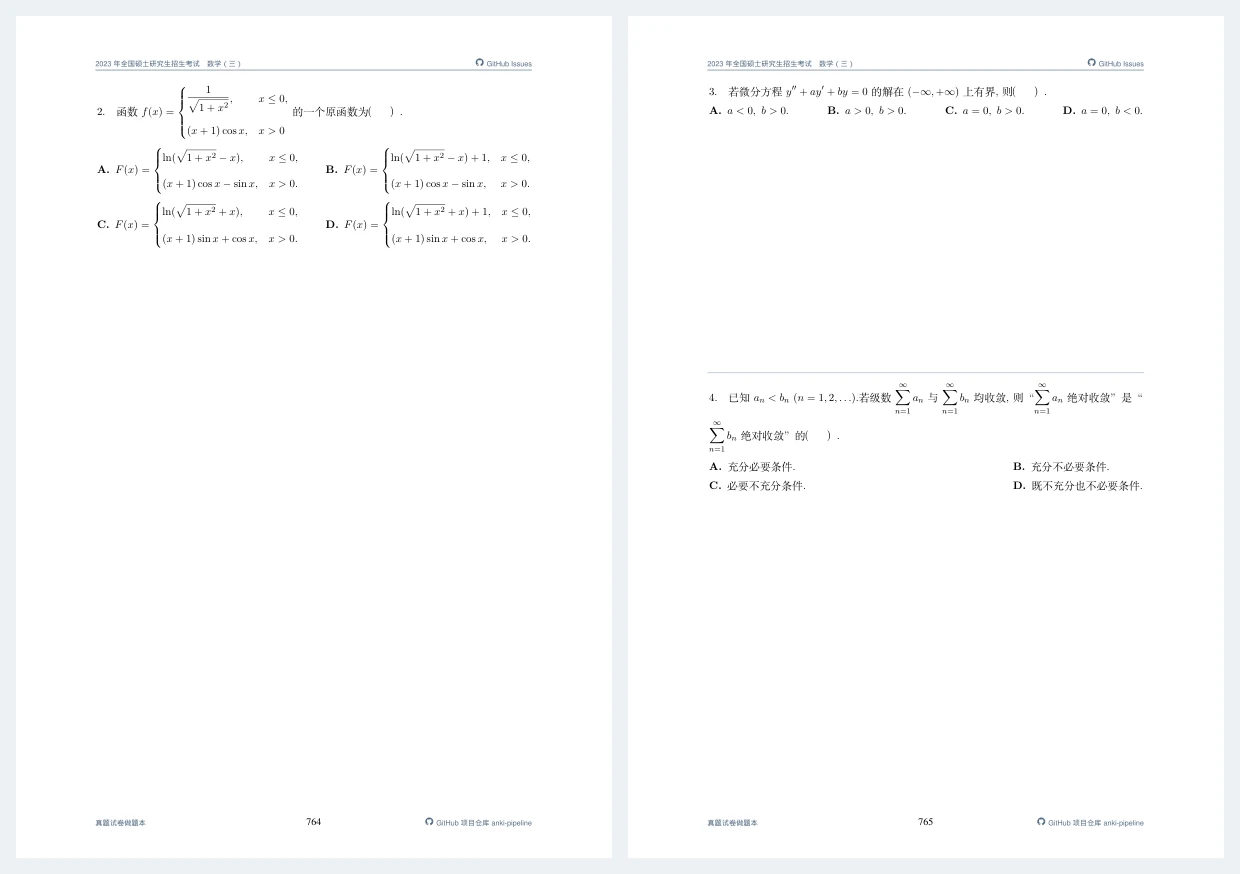 2023 年全国硕士研究生招生考试 数学（三） GitHub Issues
2. 函数 f(x) = { 1/√(1 + x²), x ≤ 0, (x + 1) cos x, x > 0 的一个原函数为( ) .
A. F(x) = { ln(√(1 + x²) − x), x ≤ 0, (x + 1) cos x − sin x, x > 0.
B. F(x) = { ln(√(1 + x²) − x) + 1, x ≤ 0, (x + 1) cos x − sin x, x > 0.
C. F(x) = { ln(√(1 + x²) + x), x ≤ 0, (x + 1) sin x + cos x, x > 0.
D. F(x) = { ln(√(1 + x²) + x) + 1, x ≤ 0, (x + 1) sin x + cos x, x > 0.
真题试卷做题本 764 GitHub 项目仓库 anki-pipeline
2023 年全国硕士研究生招生考试 数学（三） GitHub Issues
3. 若微分方程 y″ + ay′ + by = 0 的解在 (−∞, +∞) 上有界, 则( ) .
A. a < 0, b > 0. B. a > 0, b > 0. C. a = 0, b > 0. D. a = 0, b < 0.
4. 已知 aₙ < bₙ (n = 1, 2, . . .).若级数 ∑_{n=1}^{∞} aₙ 与 ∑_{n=1}^{∞} bₙ 均收敛, 则 “∑_{n=1}^{∞} aₙ 绝对收敛” 是 “
∑_{n=1}^{∞} bₙ 绝对收敛” 的( ) .
A. 充分必要条件. B. 充分不必要条件.
C. 必要不充分条件. D. 既不充分也不必要条件.
真题试卷做题本 765 GitHub 项目仓库 anki-pipeline